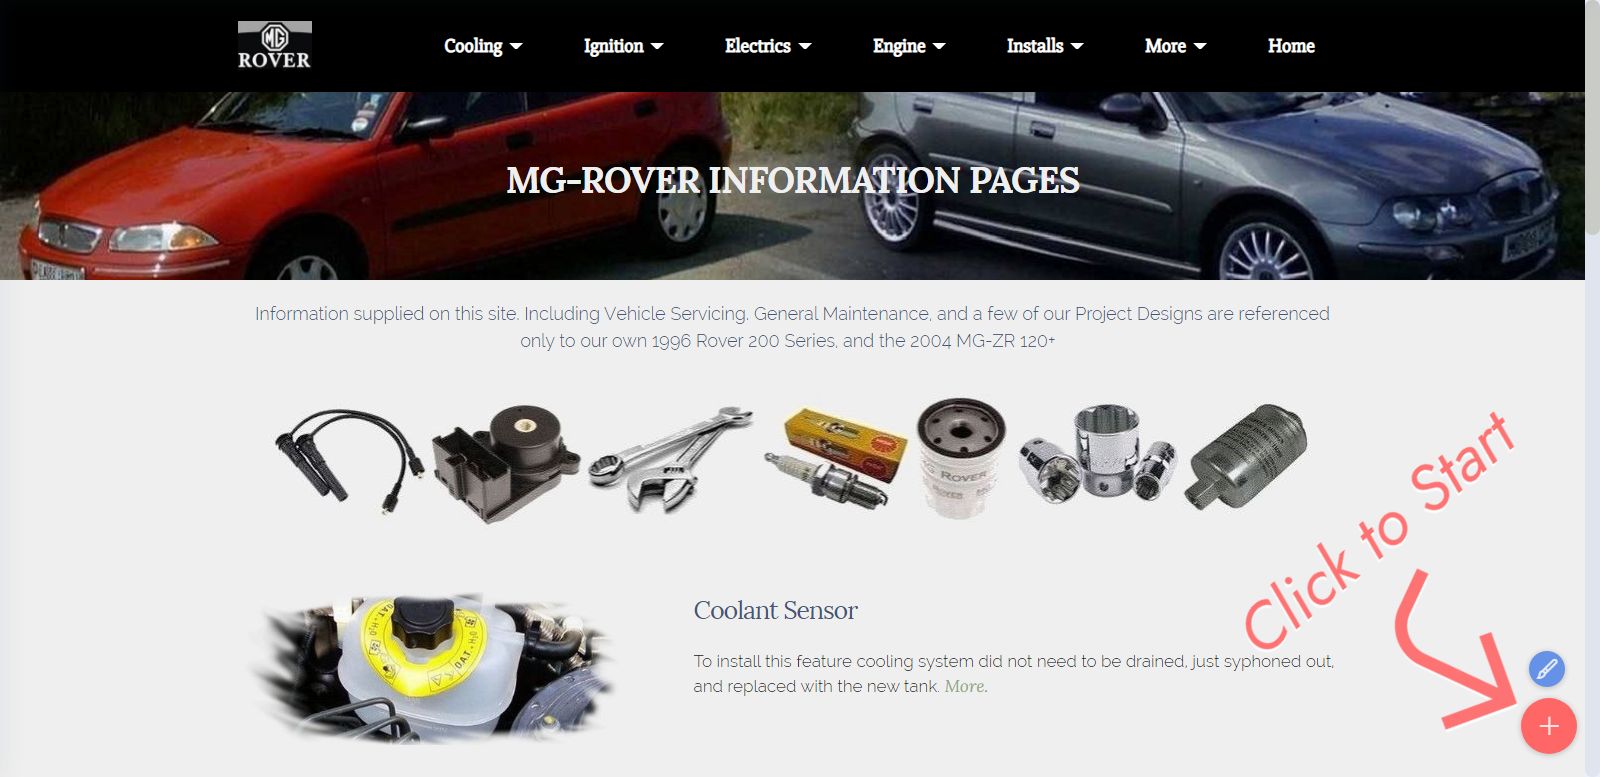 MG
ROVER
Cooling
Ignition
Electrics
Engine
Installs
More
Home
MG-ROVER INFORMATION PAGES
Information supplied on this site. Including Vehicle Servicing. General Maintenance, and a few of our Project Designs are referenced
only to our own 1996 Rover 200 Series, and the 2004 MG-ZR 120+
MG ROVER
Click to Start
Coolant Sensor
To install this feature cooling system did not need to be drained, just syphoned out,
and replaced with the new tank. More.